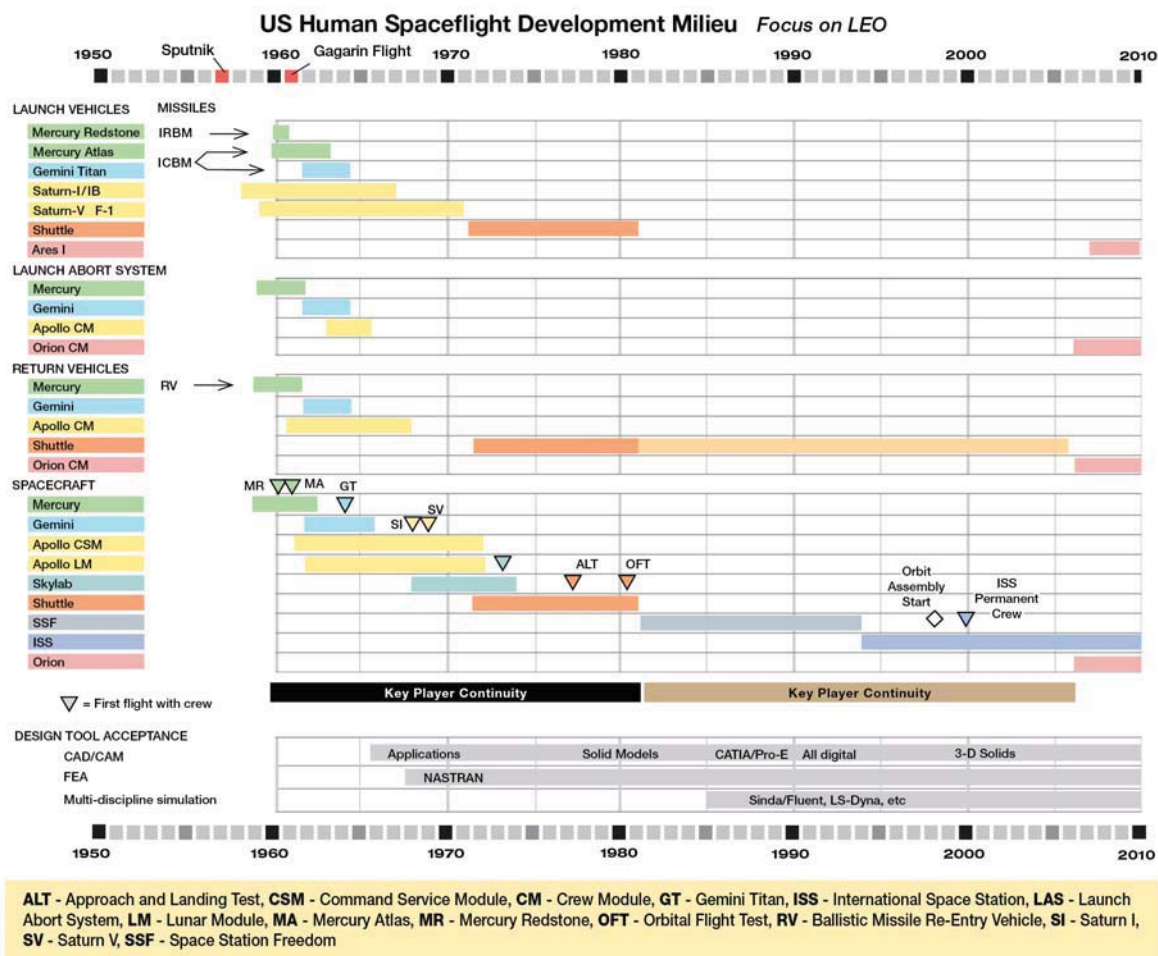 US Human Spaceflight Development Milieu Focus on LEO
Sputnik Gagarin Flight
1950 1960 1970 1980 1990 2000 2010
LAUNCH VEHICLES MISSILES
Mercury Redstone IRBM
Mercury Atlas
ICBM
Gemini Titan
Saturn-I/IB
Saturn-V F-1
Shuttle
Ares I
LAUNCH ABORT SYSTEM
Mercury
Gemini
Apollo CM
Orion CM
RETURN VEHICLES
Mercury RV
Gemini
Apollo CM
Shuttle
Orion CM
SPACECRAFT
MR MA GT
Mercury
SV
Gemini SI
Apollo CSM
Apollo LM ALT OFT
Skylab
Shuttle
Orbit
Assembly
Start
ISS
Permanent
Crew
SSF
ISS
Orion
Key Player Continuity Key Player Continuity
= First flight with crew
DESIGN TOOL ACCEPTANCE
CAD/CAM Applications Solid Models CATIA/Pro-E All digital 3-D Solids
FEA NASTRAN
Multi-discipline simulation Sinda/Fluent, LS-Dyna, etc
1950 1960 1970 1980 1990 2000 2010
ALT - Approach and Landing Test, CSM - Command Service Module, CM - Crew Module, GT - Gemini Titan, ISS - International Space Station, LAS - Launch
Abort System, LM - Lunar Module, MA - Mercury Atlas, MR - Mercury Redstone, OFT - Orbital Flight Test, RV - Ballistic Missile Re-Entry Vehicle, SI - Saturn I,
SV - Saturn V, SSF - Space Station Freedom